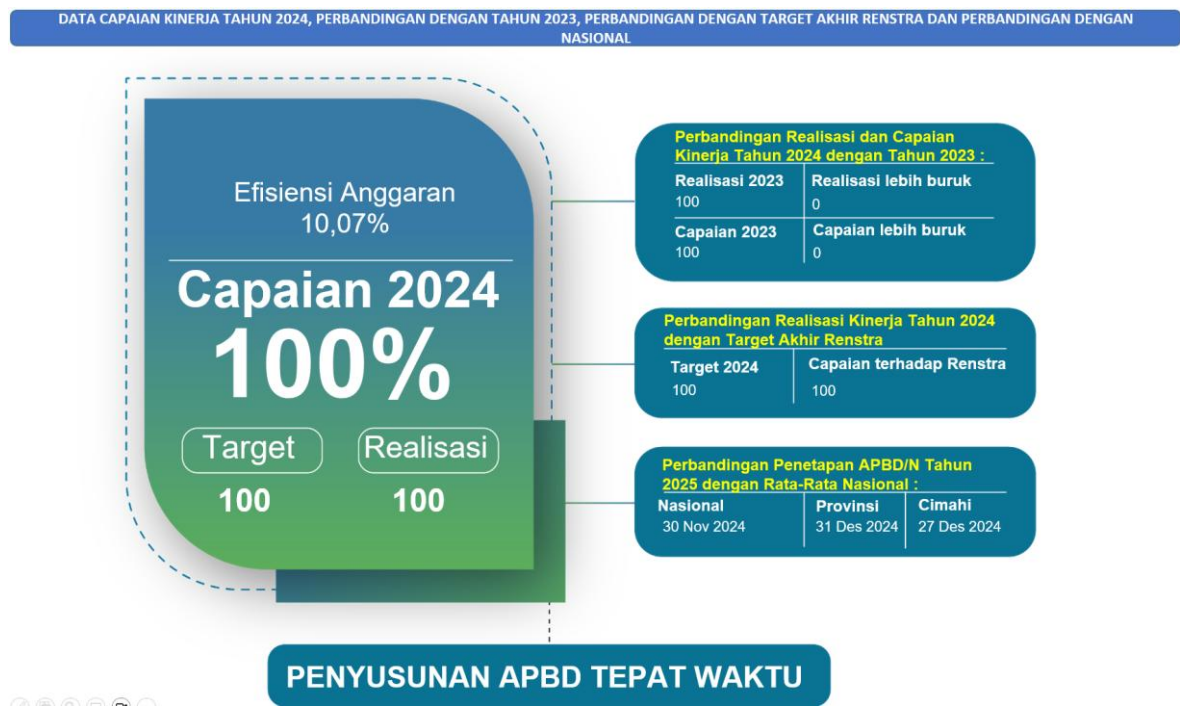 DATA CAPAIAN KINERJA TAHUN 2024, PERBANDINGAN DENGAN TAHUN 2023, PERBANDINGAN DENGAN TARGET AKHIR RENSTRA DAN PERBANDINGAN DENGAN
NASIONAL
Efisiensi Anggaran
10,07%
Capaian 2024
100%
Target Realisasi
100 100
Perbandingan Realisasi dan Capaian
Kinerja Tahun 2024 dengan Tahun 2023 :
Realisasi 2023 Realisasi lebih buruk
100 0
Capaian 2023 Capaian lebih buruk
100 0
Perbandingan Realisasi Kinerja Tahun 2024
dengan Target Akhir Renstra
Target 2024 Capaian terhadap Renstra
100 100
Perbandingan Penetapan APBD/N Tahun
2025 dengan Rata-Rata Nasional :
Nasional Provinsi Cimahi
30 Nov 2024 31 Des 2024 27 Des 2024
PENYUSUNAN APBD TEPAT WAKTU